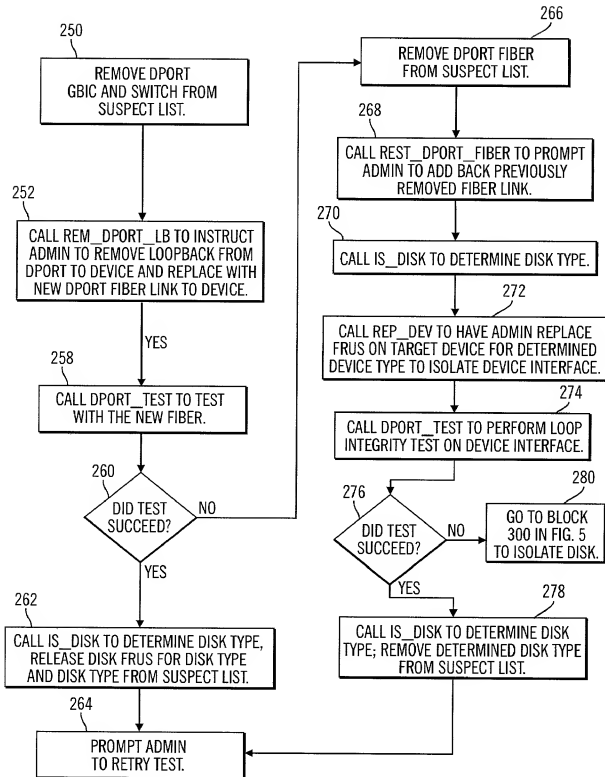 250
REMOVE DPORT
GBIC AND SWITCH FROM
SUSPECT LIST.
252
CALL REM_DPORT_LB TO INSTRUCT
ADMIN TO REMOVE LOOPBACK FROM
DPORT TO DEVICE AND REPLACE WITH
NEW DPORT FIBER LINK TO DEVICE.
YES
258
CALL DPORT_TEST TO TEST
WITH THE NEW FIBER.
260
DID TEST
SUCCEED?
NO
YES
262
CALL IS_DISK TO DETERMINE DISK TYPE,
RELEASE DISK FRUS FOR DISK TYPE
AND DISK TYPE FROM SUSPECT LIST.
264
PROMPT ADMIN
TO RETRY TEST.
266
REMOVE DPORT FIBER
FROM SUSPECT LIST.
268
CALL REST_DPORT_FIBER TO PROMPT
ADMIN TO ADD BACK PREVIOUSLY
REMOVED FIBER LINK.
270
CALL IS_DISK TO DETERMINE DISK TYPE.
272
CALL REP_DEV TO HAVE ADMIN REPLACE
FRUS ON TARGET DEVICE FOR DETERMINED
DEVICE TYPE TO ISOLATE DEVICE INTERFACE.
274
CALL DPORT_TEST TO PERFORM LOOP
INTEGRITY TEST ON DEVICE INTERFACE.
276
DID TEST
SUCCEED?
NO
280
GO TO BLOCK
300 IN FIG. 5
TO ISOLATE DISK.
YES
278
CALL IS_DISK TO DETERMINE DISK
TYPE; REMOVE DETERMINED DISK TYPE
FROM SUSPECT LIST.